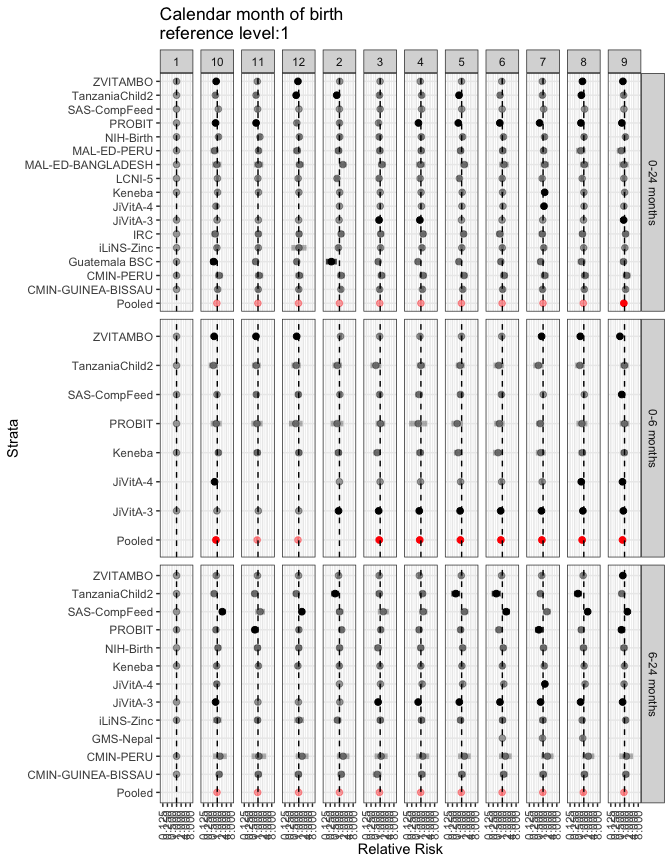 Calendar month of birth
reference level:1
1 10 11 12 2 3 4 5 6 7 8 9
ZVITAMBO
TanzaniaChild2
SAS-CompFeed
PROBIT
NIH-Birth
MAL-ED-PERU
MAL-ED-BANGLADESH
LCNI-5
Keneba
JiVitA-4
JiVitA-3
IRC
iLiNS-Zinc
Guatemala BSC
CMIN-PERU
CMIN-GUINEA-BISSAU
Pooled
0-24 months
ZVITAMBO
TanzaniaChild2
SAS-CompFeed
PROBIT
Keneba
JiVitA-4
JiVitA-3
Pooled
0-6 months
ZVITAMBO
TanzaniaChild2
SAS-CompFeed
PROBIT
NIH-Birth
Keneba
JiVitA-4
JiVitA-3
iLiNS-Zinc
GMS-Nepal
CMIN-PERU
CMIN-GUINEA-BISSAU
Pooled
6-24 months
Strata
Relative Risk